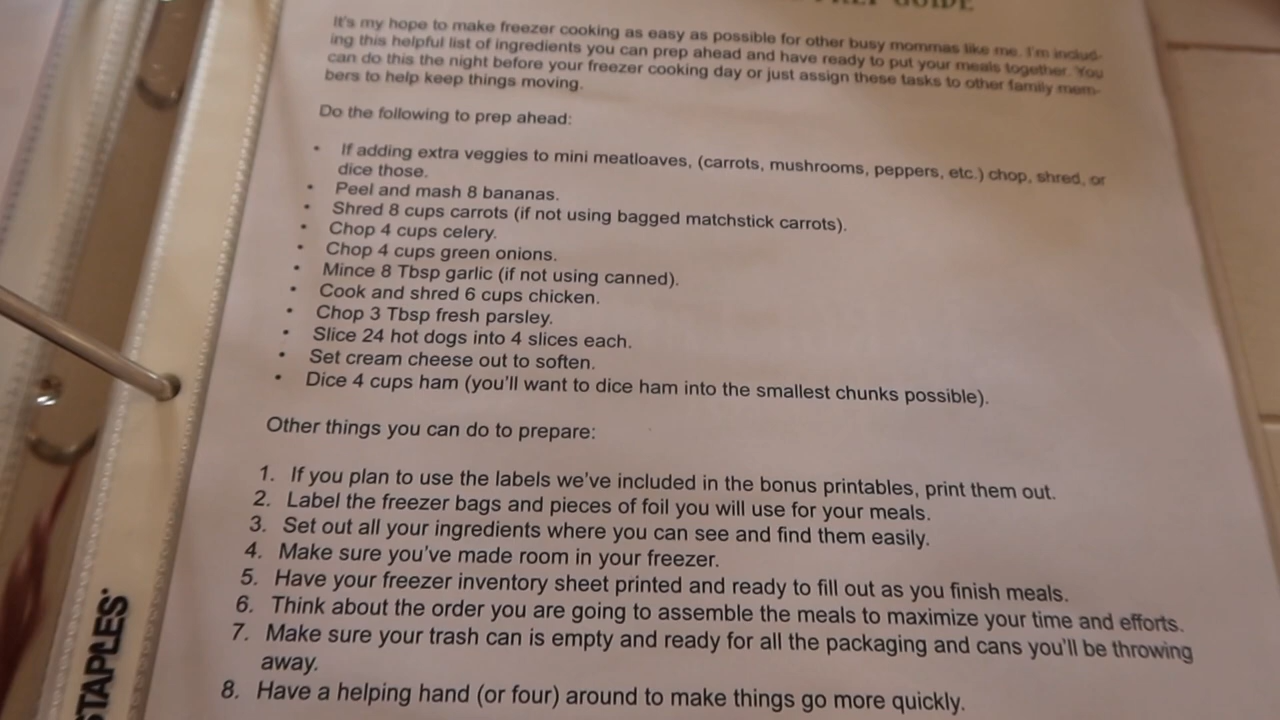 GUIDE
It's my hope to make freezer cooking as easy as possible for other busy mommas like me. I'm includ-
ing this helpful list of ingredients you can prep ahead and have ready to put your meals together. You
can do this the night before your freezer cooking day or just assign these tasks to other family mem-
bers to help keep things moving.
Do the following to prep ahead:
• If adding extra veggies to mini meatloaves, (carrots, mushrooms, peppers, etc.) chop, shred, or
dice those.
• Peel and mash 8 bananas.
• Shred 8 cups carrots (if not using bagged matchstick carrots).
• Chop 4 cups celery.
• Chop 4 cups green onions.
• Mince 8 Tbsp garlic (if not using canned).
• Cook and shred 6 cups chicken.
• Chop 3 Tbsp fresh parsley.
• Slice 24 hot dogs into 4 slices each.
• Set cream cheese out to soften.
• Dice 4 cups ham (you'll want to dice ham into the smallest chunks possible).
Other things you can do to prepare:
1. If you plan to use the labels we've included in the bonus printables, print them out.
2. Label the freezer bags and pieces of foil you will use for your meals.
3. Set out all your ingredients where you can see and find them easily.
4. Make sure you've made room in your freezer.
5. Have your freezer inventory sheet printed and ready to fill out as you finish meals.
6. Think about the order you are going to assemble the meals to maximize your time and efforts.
7. Make sure your trash can is empty and ready for all the packaging and cans you'll be throwing
away.
8. Have a helping hand (or four) around to make things go more quickly.
STAPLES